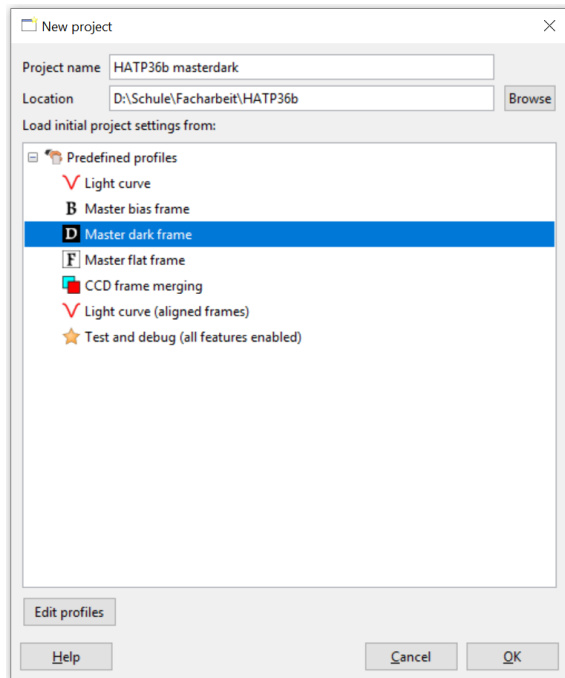 New project
Project name HATP36b masterdark
Location D:\Schule\Facharbeit\HATP36b Browse
Load initial project settings from:
Predefined profiles
Light curve
B Master bias frame
D Master dark frame
F Master flat frame
CCD frame merging
Light curve (aligned frames)
Test and debug (all features enabled)
Edit profiles
Help Cancel OK